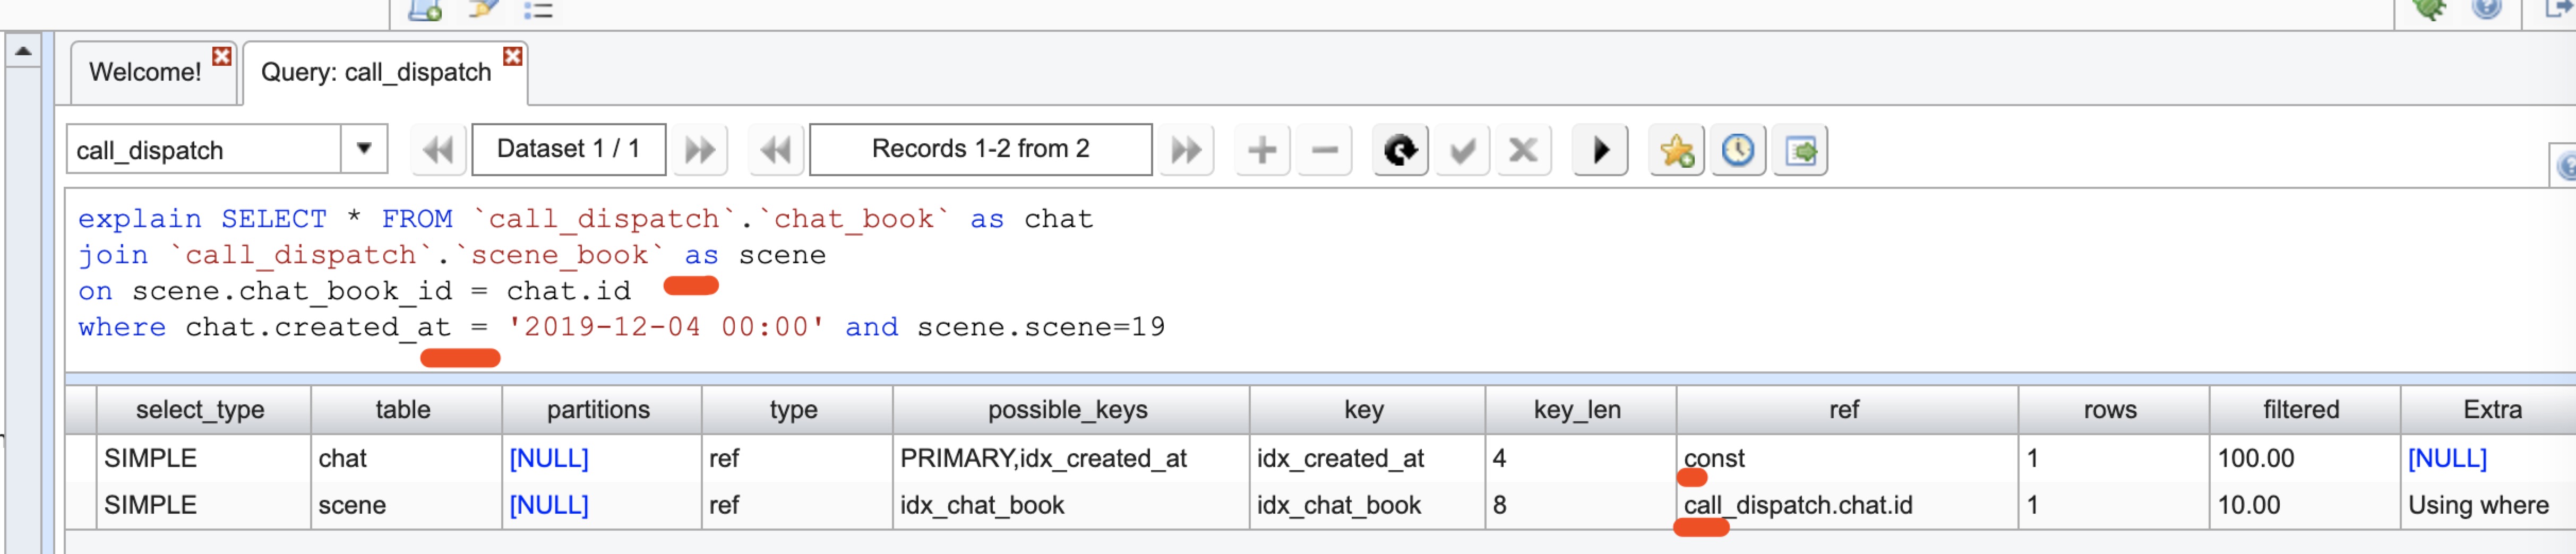 Welcome!
Query: call_dispatch
call_dispatch
Dataset 1 / 1
Records 1-2 from 2
explain SELECT * FROM `call_dispatch`.`chat_book` as chat
join `call_dispatch`.`scene_book` as scene
on scene.chat_book_id = chat.id
where chat.created_at = '2019-12-04 00:00' and scene.scene=19
select_type table partitions type possible_keys key key_len ref rows filtered Extra
SIMPLE chat [NULL] ref PRIMARY,idx_created_at idx_created_at 4 const 1 100.00 [NULL]
SIMPLE scene [NULL] ref idx_chat_book idx_chat_book 8 call_dispatch.chat.id 1 10.00 Using where